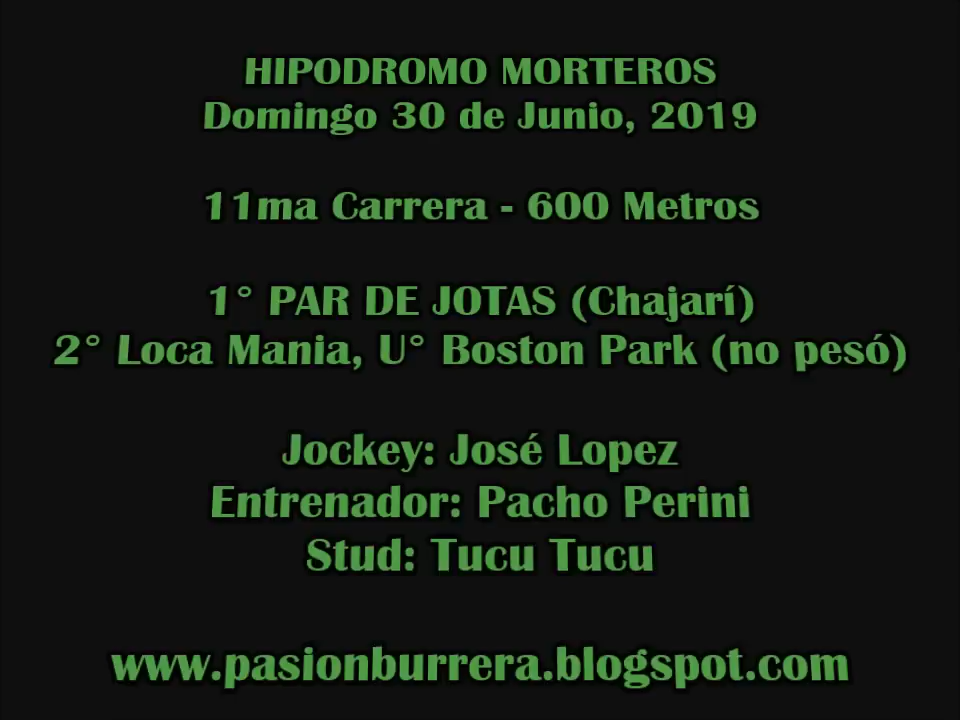 HIPODROMO MORTEROS
Domingo 30 de Junio, 2019
11ma Carrera - 600 Metros
1° PAR DE JOTAS (Chajarí)
2° Loca Mania, U° Boston Park (no pesó)
Jockey: José Lopez
Entrenador: Pacho Perini
Stud: Tucu Tucu
www.pasionburrera.blogspot.com